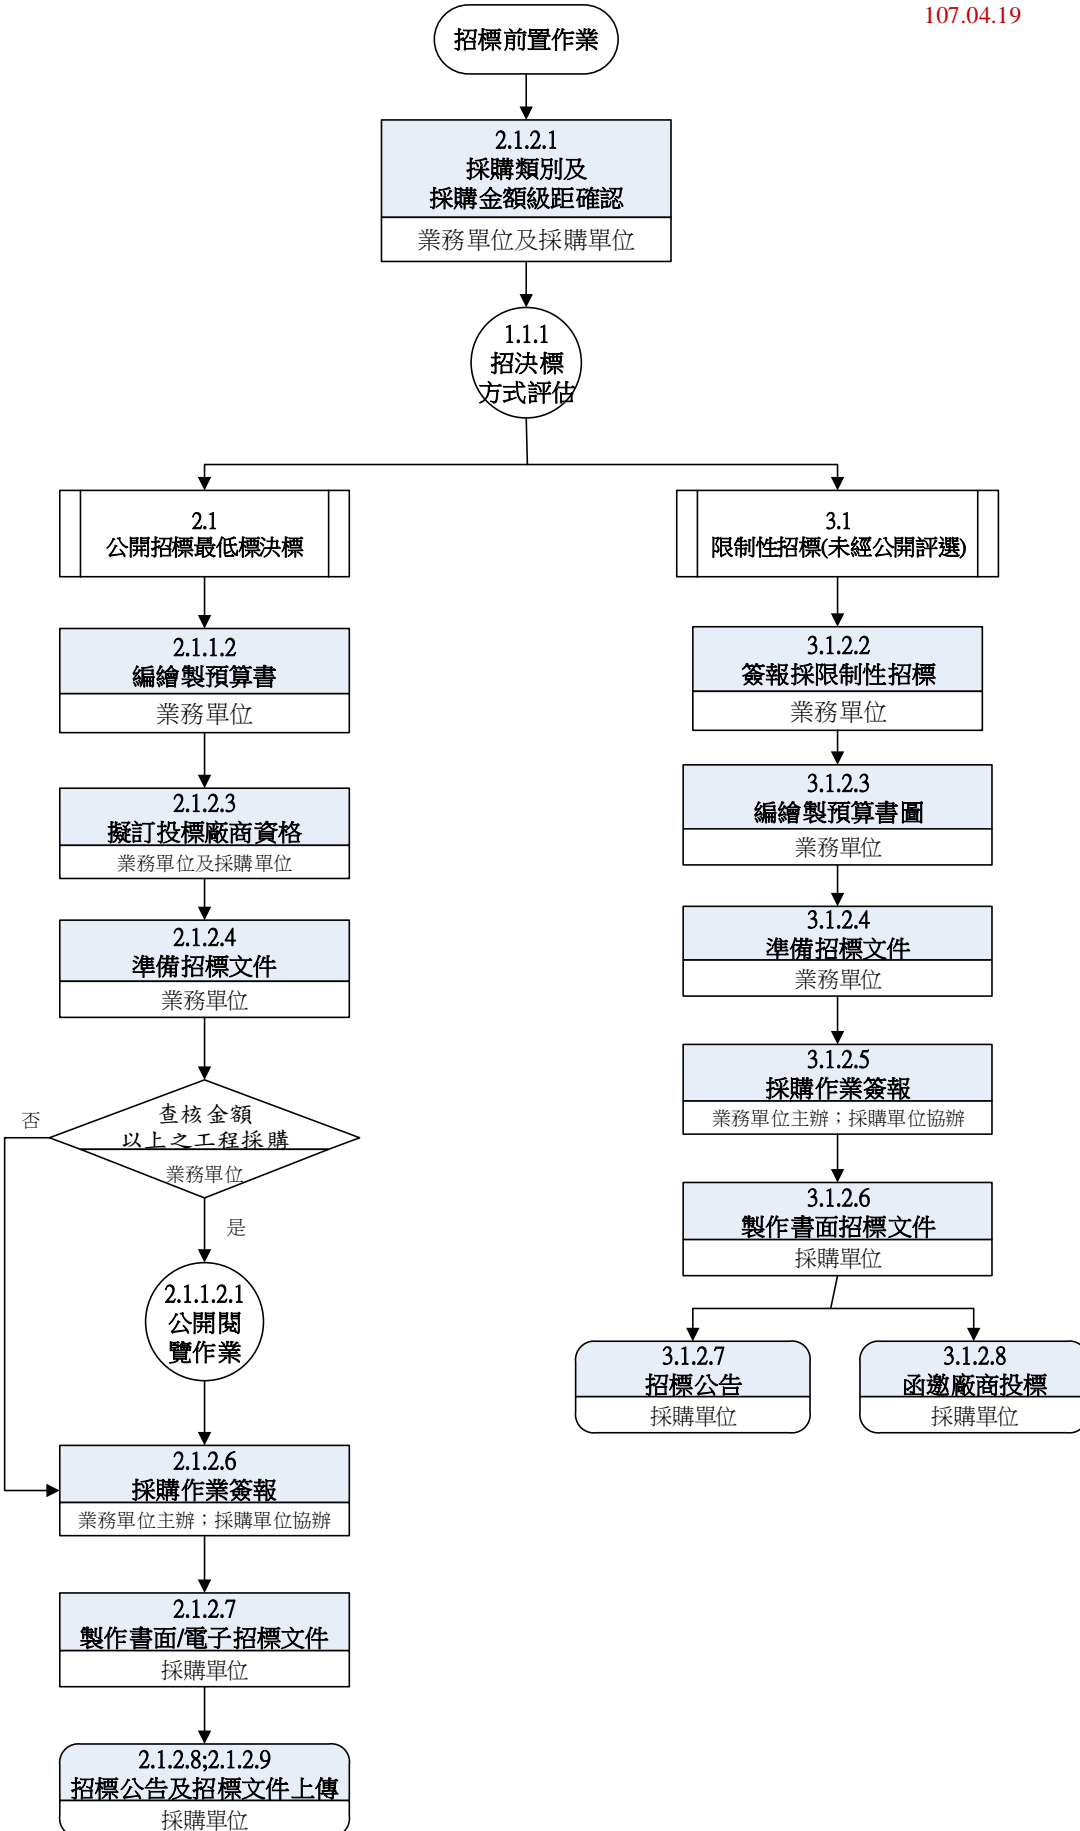 107.04.19
招標前置作業
2.1.2.1
採購類別及
採購金額級距確認
業務單位及採購單位
1.1.1
招決標
方式評估
2.1
公開招標最低標決標
2.1.1.2
編繪製預算書
業務單位
2.1.2.3
擬訂投標廠商資格
業務單位及採購單位
2.1.2.4
準備招標文件
業務單位
查核金額
以上之工程採購
業務單位
否
是
2.1.1.2.1
公開閱
覽作業
2.1.2.6
採購作業簽報
業務單位主辦；採購單位協辦
2.1.2.7
製作書面/電子招標文件
採購單位
2.1.2.8;2.1.2.9
招標公告及招標文件上傳
採購單位
3.1
限制性招標(未經公開評選)
3.1.2.2
簽報採限制性招標
業務單位
3.1.2.3
編繪製預算書圖
業務單位
3.1.2.4
準備招標文件
業務單位
3.1.2.5
採購作業簽報
業務單位主辦；採購單位協辦
3.1.2.6
製作書面招標文件
採購單位
3.1.2.7
招標公告
採購單位
3.1.2.8
函邀廠商投標
採購單位